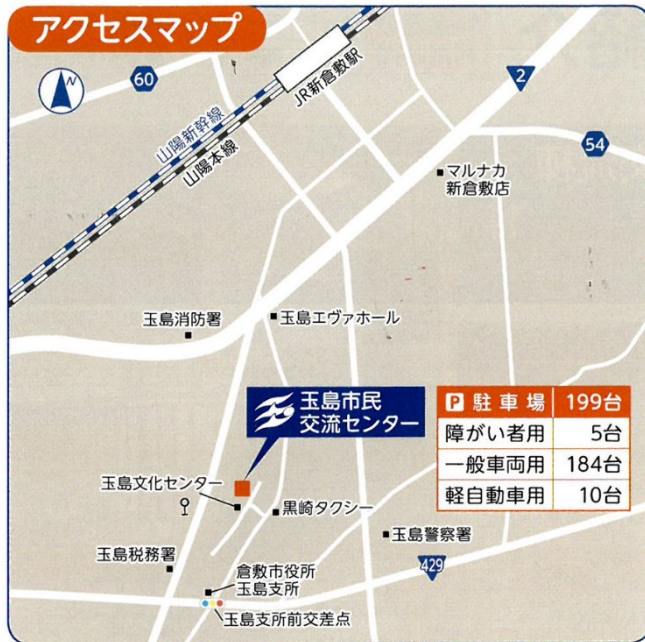 アクセスマップ
N
60
JR新倉敷駅
2
山陽新幹線
山陽本線
54
マルナカ
新倉敷店
玉島消防署
玉島エヴァホール
玉島市民
交流センター
P 駐車場 199台
障がい者用 5台
一般車両用 184台
軽自動車用 10台
玉島文化センター
黒崎タクシー
玉島警察署
玉島税務署
429
倉敷市役所
玉島支所
玉島支所前交差点